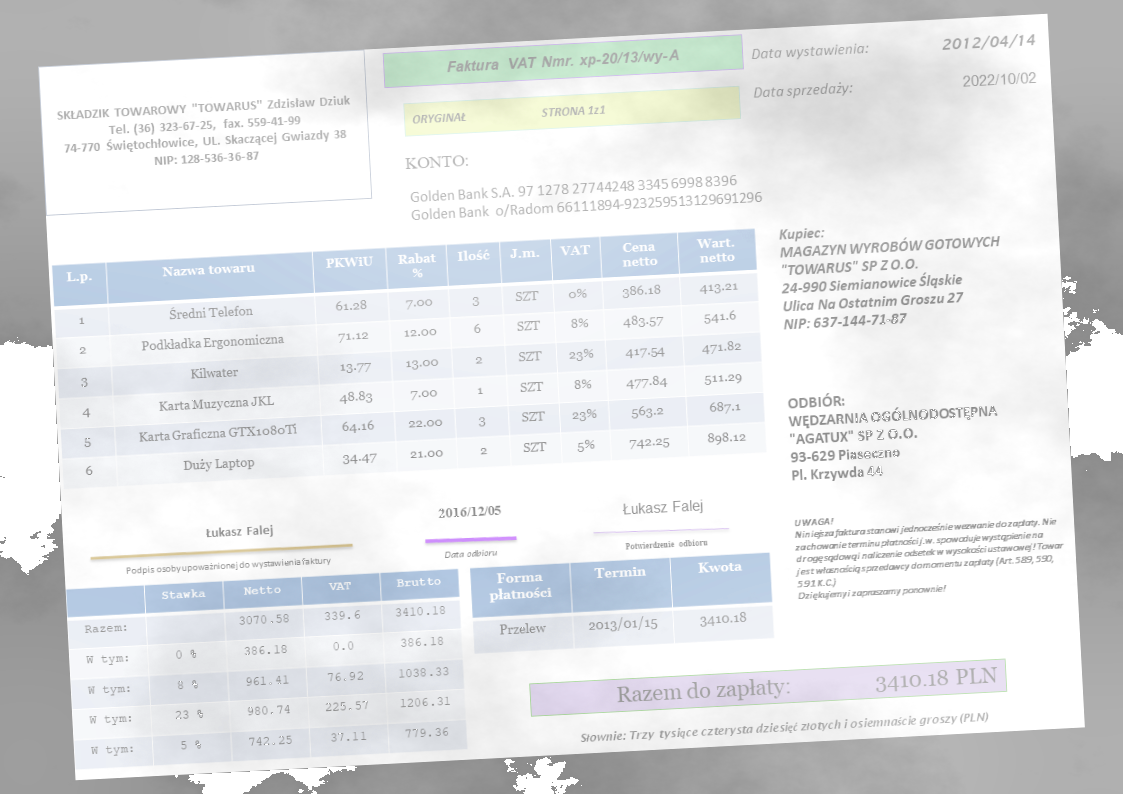 Faktura VAT Nmr. xp-20/13/wy-A
Data wystawienia: 2012/04/14
Data sprzedaży: 2022/10/02
SKŁADZIK TOWAROWY "TOWARUS" Zdzisław Dziuk
Tel. (36) 323-67-25, fax. 559-41-99
74-770 Świętochłowice, UL. Skaczącej Gwiazdy 38
NIP: 128-536-36-87
ORYGINAŁ STRONA 1z1
KONTO:
Golden Bank S.A. 97 1278 27744248 3345 6998 8396
Golden Bank o/Radom 66111894-923259513129691296
Kupiec:
MAGAZYN WYROBÓW GOTOWYCH
"TOWARUS" SP Z O.O.
24-990 Siemianowice Śląskie
Ulica Na Ostatnim Groszu 27
NIP: 637-144-71-87
L.p. Nazwa towaru PKWiU Rabat % Ilość J.m. VAT Cena netto Wart. netto
1 Średni Telefon 61.28 7.00 3 SZT 0% 386.18 413.21
2 Podkładka Ergonomiczna 71.12 12.00 6 SZT 8% 483.57 541.6
3 Kilwater 13.77 13.00 2 SZT 23% 417.54 471.82
4 Karta Muzyczna JKL 48.83 7.00 1 SZT 8% 477.84 511.29
5 Karta Graficzna GTX1080Ti 64.16 22.00 3 SZT 23% 563.2 687.1
6 Duży Laptop 34.47 21.00 2 SZT 5% 742.25 898.12
ODBIÓR:
WĘDZARNIA OGÓLNODOSTĘPNA
"AGATUX" SP Z O.O.
93-629 Piaseczno
Pl. Krzywda 44
Łukasz Falej
Podpis osoby upoważnionej do wystawienia faktury
2016/12/05
Data odbioru
Łukasz Falej
Potwierdzenie odbioru
UWAGA!
Niniejsza faktura stanowi jednocześnie wezwanie do zapłaty. Nie
zachowanie terminu płatności j.w. spowoduje wystąpienie na
drogę sądową i naliczenie odsetek w wysokości ustawowej! Towar
jest własnością sprzedawcy do momentu zapłaty (Art. 589, 590,
591 K.C.)
Dziękujemy i zapraszamy ponownie!
Stawka Netto VAT Brutto
Razem: 3070.58 339.6 3410.18
W tym: 0 % 386.18 0.0 386.18
W tym: 8 % 961.41 76.92 1038.33
W tym: 23 % 980.74 225.57 1206.31
W tym: 5 % 742.25 37.11 779.36
Forma płatności Termin Kwota
Przelew 2013/01/15 3410.18
Razem do zapłaty: 3410.18 PLN
Słownie: Trzy tysiące czterysta dziesięć złotych i osiemnaście groszy (PLN)